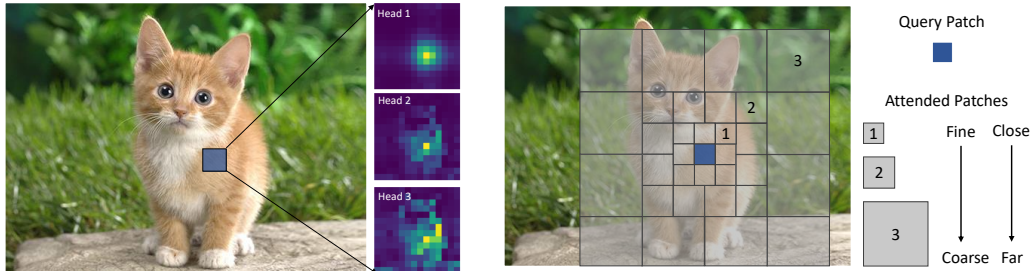 Head 1
Head 2
Head 3
3
2
1
Query Patch
Attended Patches
1
Fine
Close
2
3
Coarse
Far